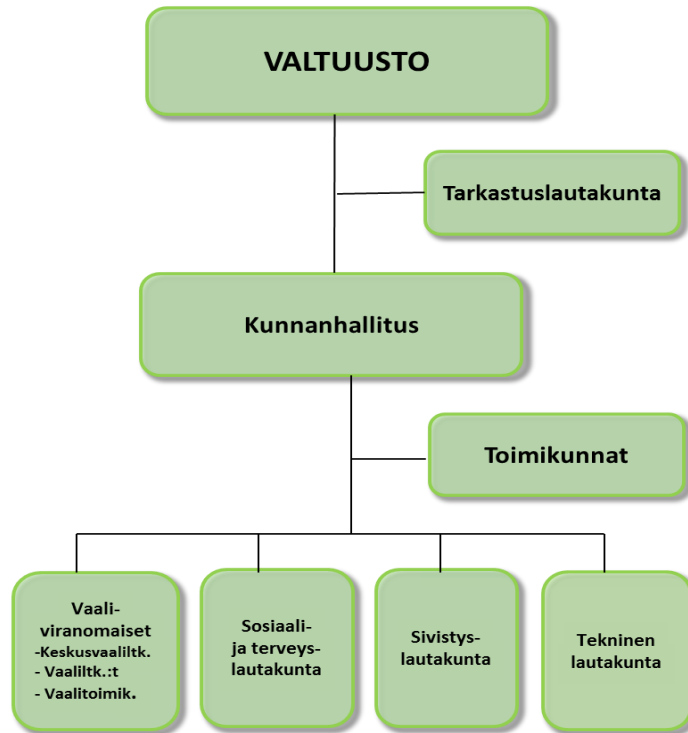 VALTUUSTO
Tarkastuslautakunta
Kunnanhallitus
Toimikunnat
Vaali-
viranomaiset
-Keskusvaaliltk.
- Vaaliltk.:t
- Vaalitoimik.
Sosiaali-
ja terveys-
lautakunta
Sivistys-
lautakunta
Tekninen
lautakunta